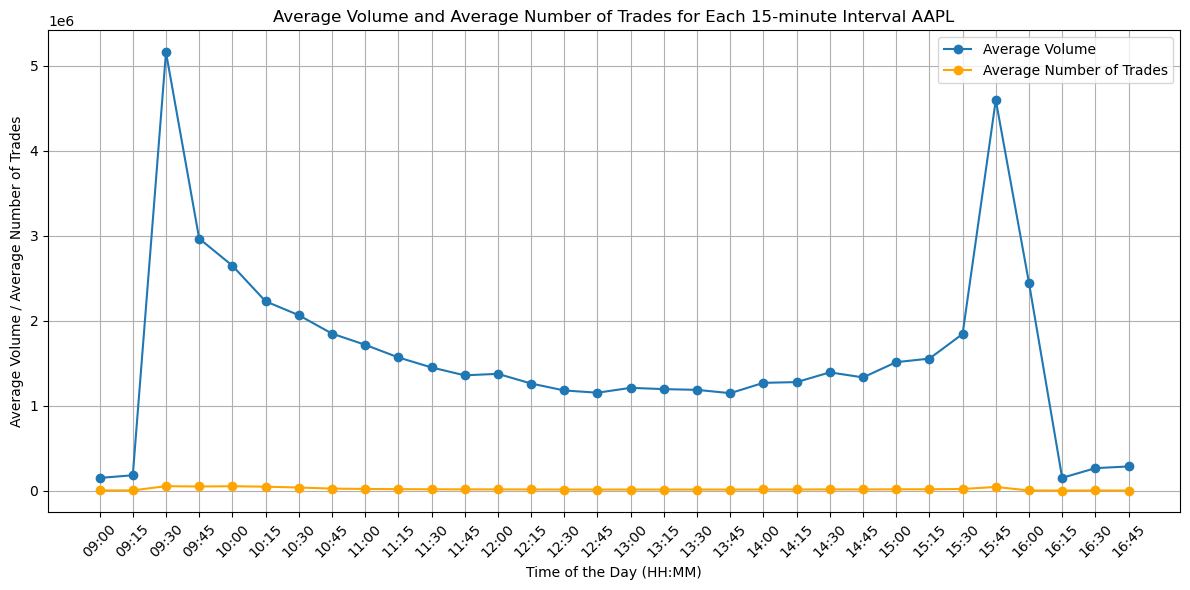 Average Volume and Average Number of Trades for Each 15-minute Interval AAPL
1e6
Average Volume
Average Number of Trades
Average Volume / Average Number of Trades
5
4
3
2
1
0
09:00 09:15 09:30 09:45 10:00 10:15 10:30 10:45 11:00 11:15 11:30 11:45 12:00 12:15 12:30 12:45 13:00 13:15 13:30 13:45 14:00 14:15 14:30 14:45 15:00 15:15 15:30 15:45 16:00 16:15 16:30 16:45
Time of the Day (HH:MM)